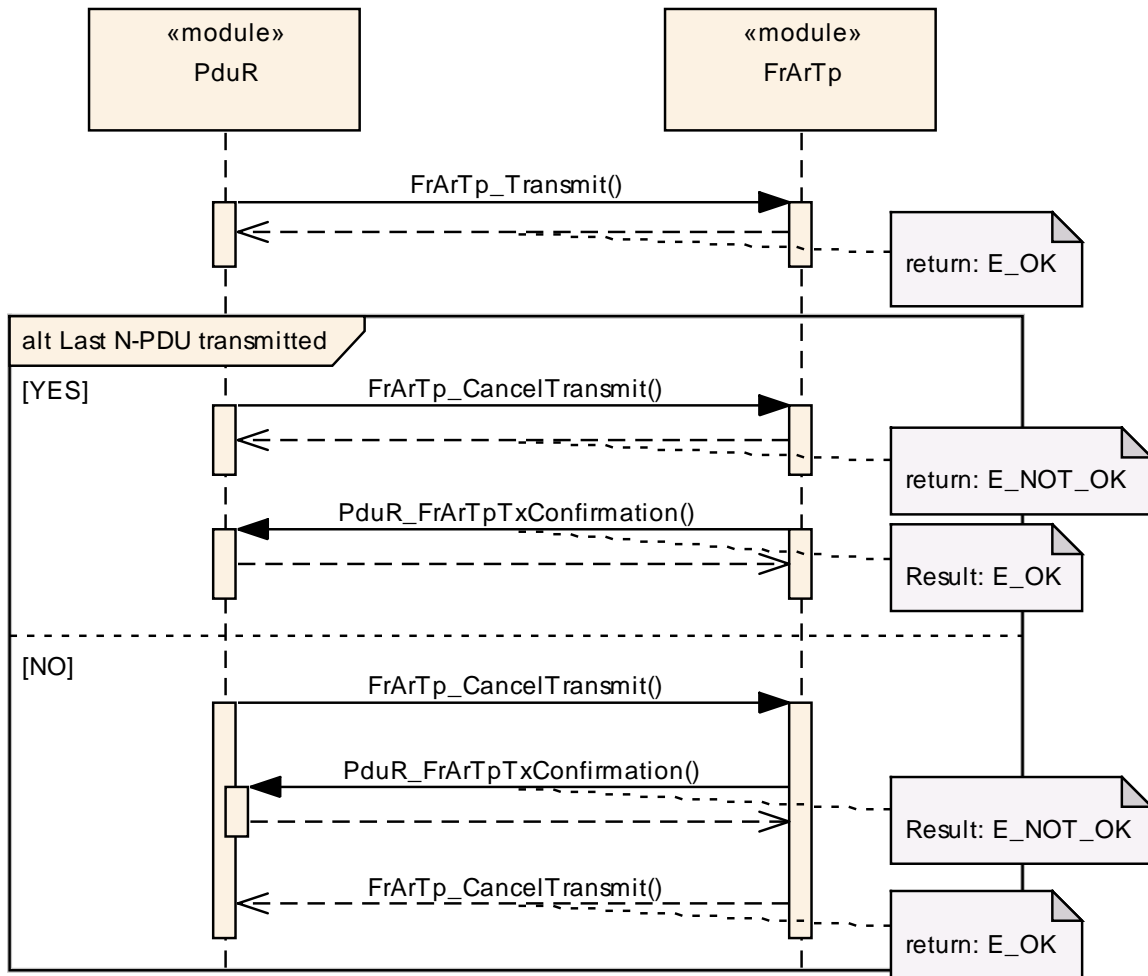 «module»
PduR
«module»
FrArTp
FrArTp_Transmit()
return: E_OK
alt Last N-PDU transmitted
[YES]
FrArTp_CancelTransmit()
return: E_NOT_OK
PduR_FrArTpTxConfirmation()
Result: E_OK
[NO]
FrArTp_CancelTransmit()
PduR_FrArTpTxConfirmation()
Result: E_NOT_OK
FrArTp_CancelTransmit()
return: E_OK